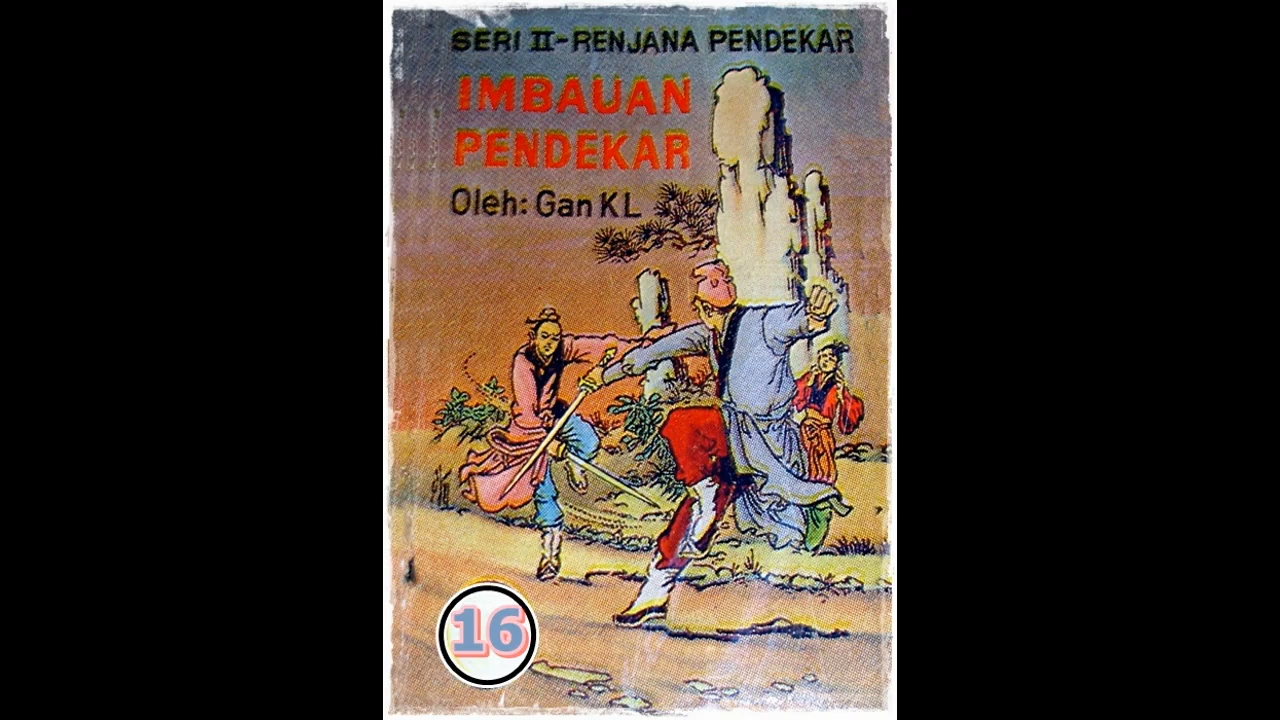 SERI II-RENJANA PENDEKAR
IMBAUAN
PENDEKAR
Oleh: Gan KL
16